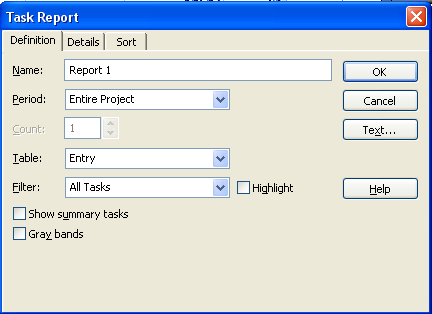 Task Report
Definition Details Sort
Name: Report 1 OK
Period: Entire Project Cancel
Count: 1 Text...
Table: Entry
Filter: All Tasks Highlight Help
Show summary tasks
Gray bands